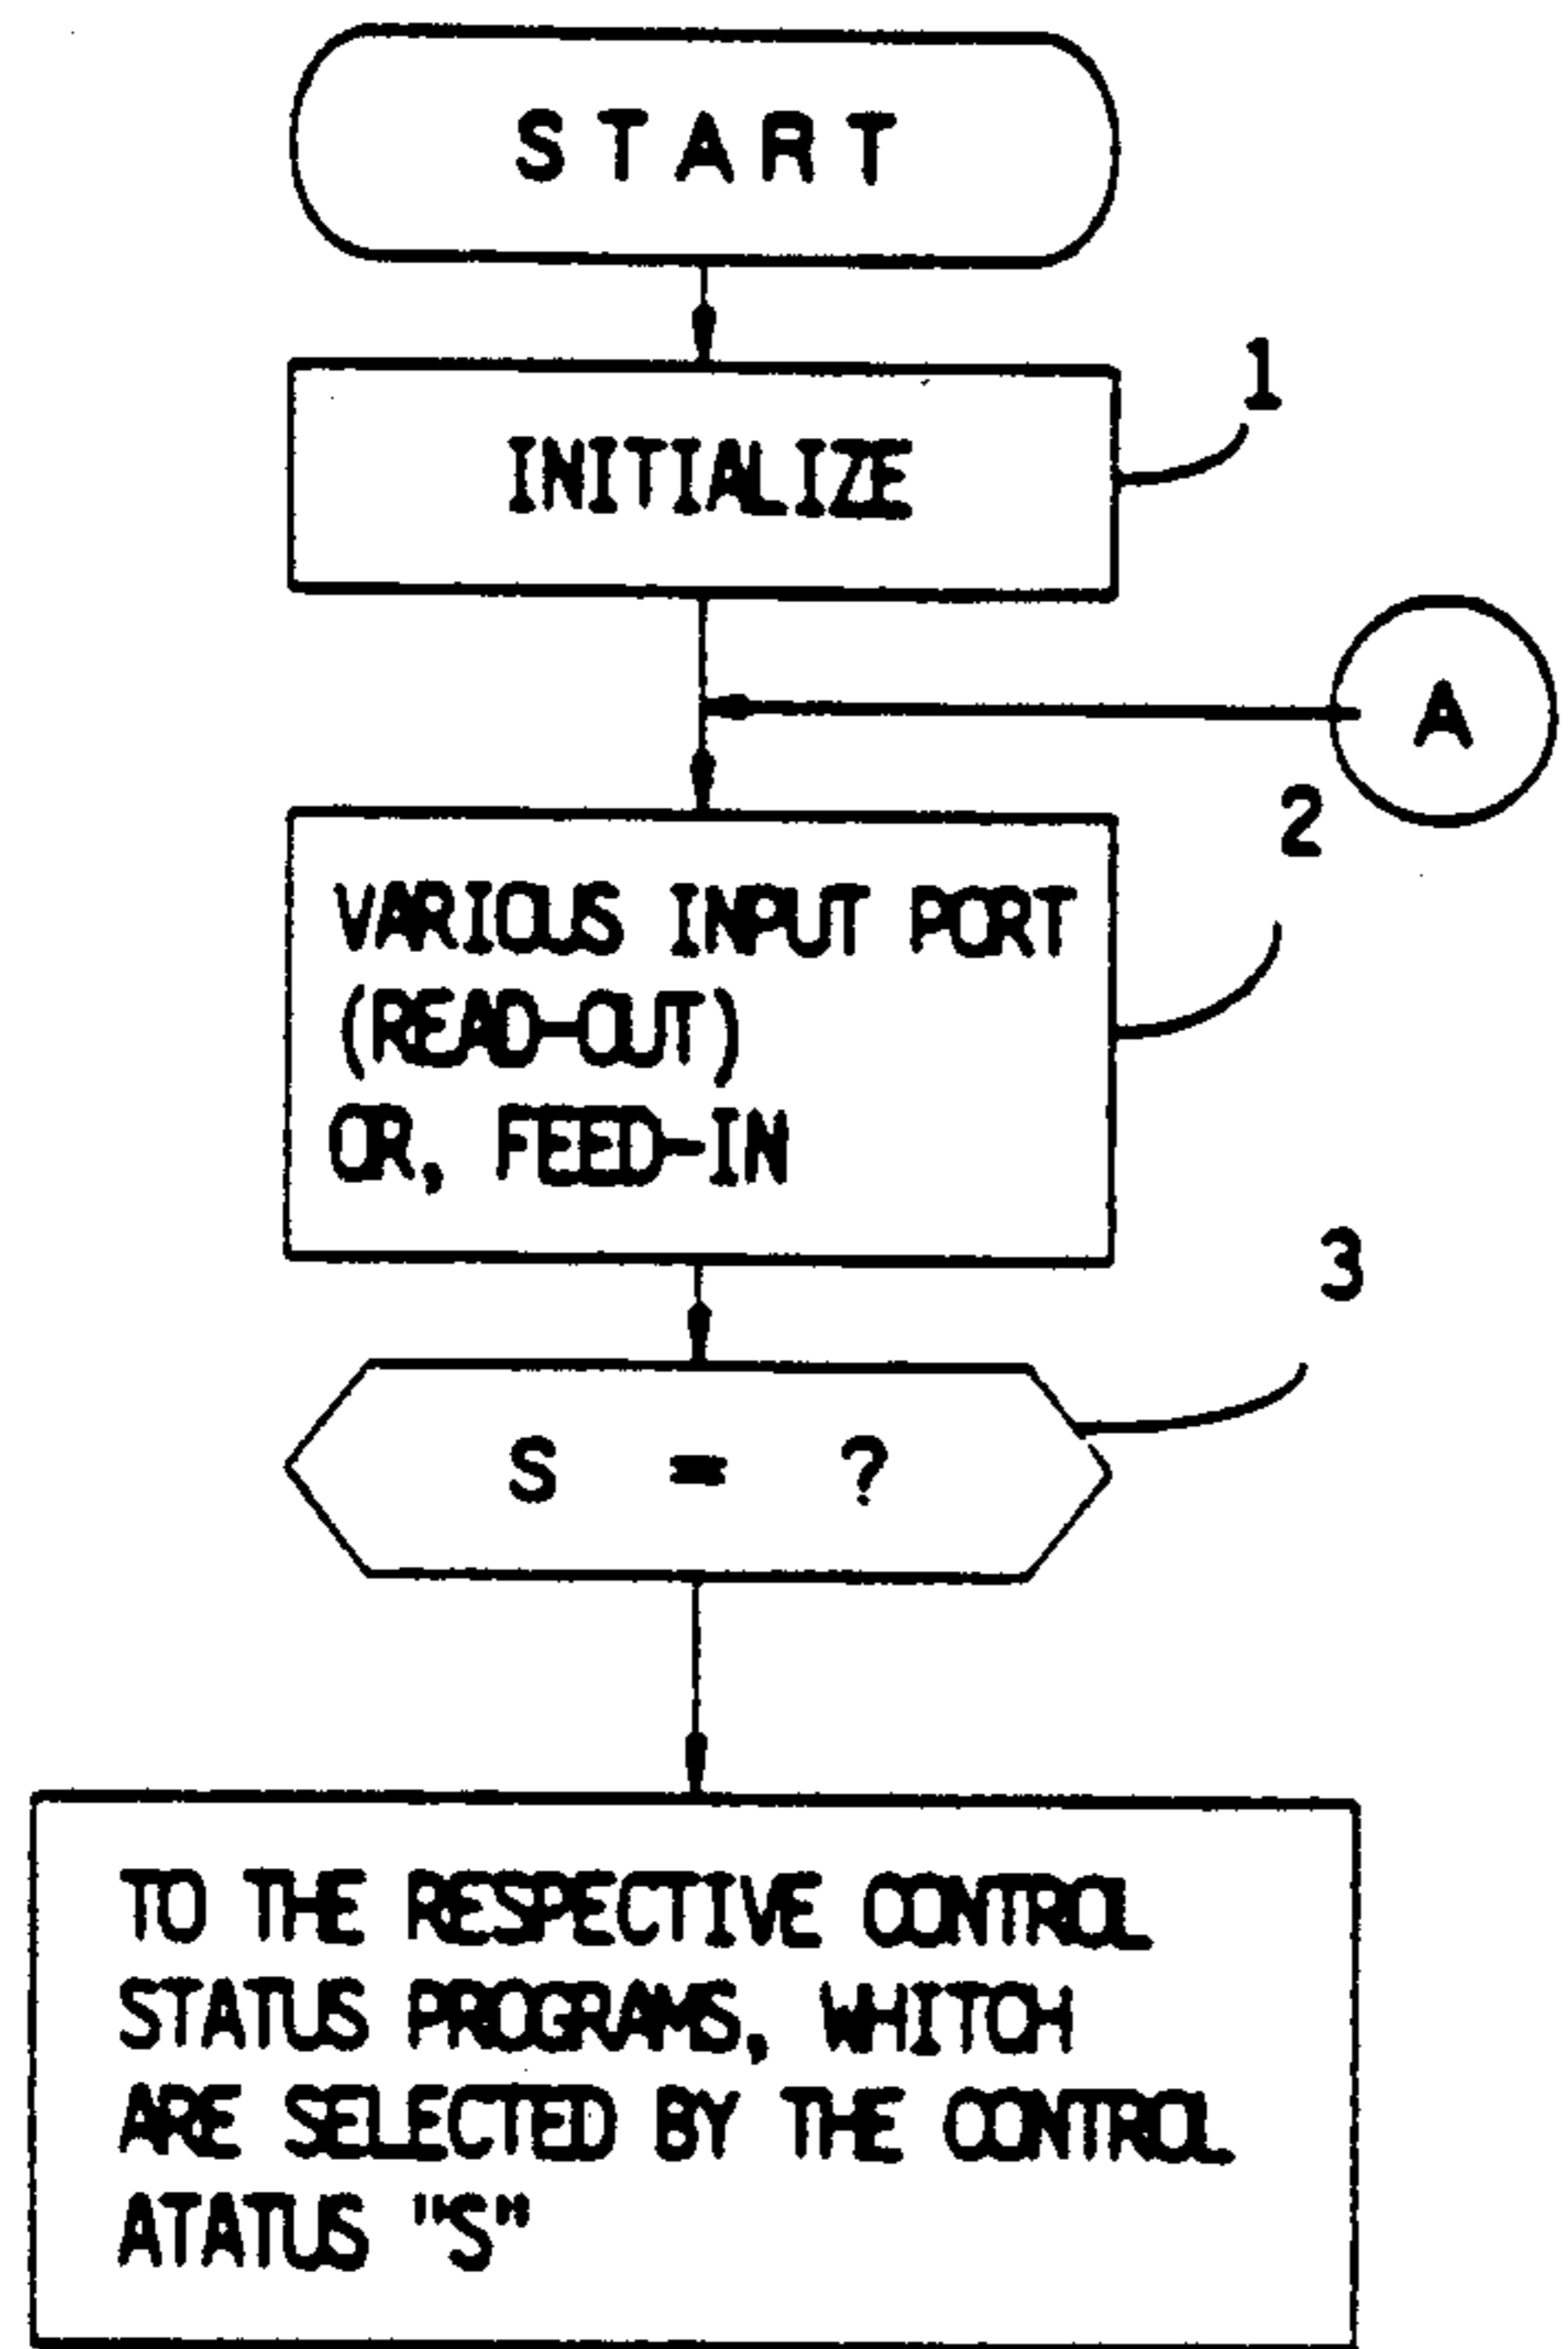 START
1
INITIALIZE
A
2
VARIOUS INPUT PORT
(READ-OUT)
OR, FEED-IN
3
S = ?
TO THE RESPECTIVE CONTROL
STATUS PROGRAMS, WHITCH
ARE SELECTED BY THE CONTROL
ATATUS "S"